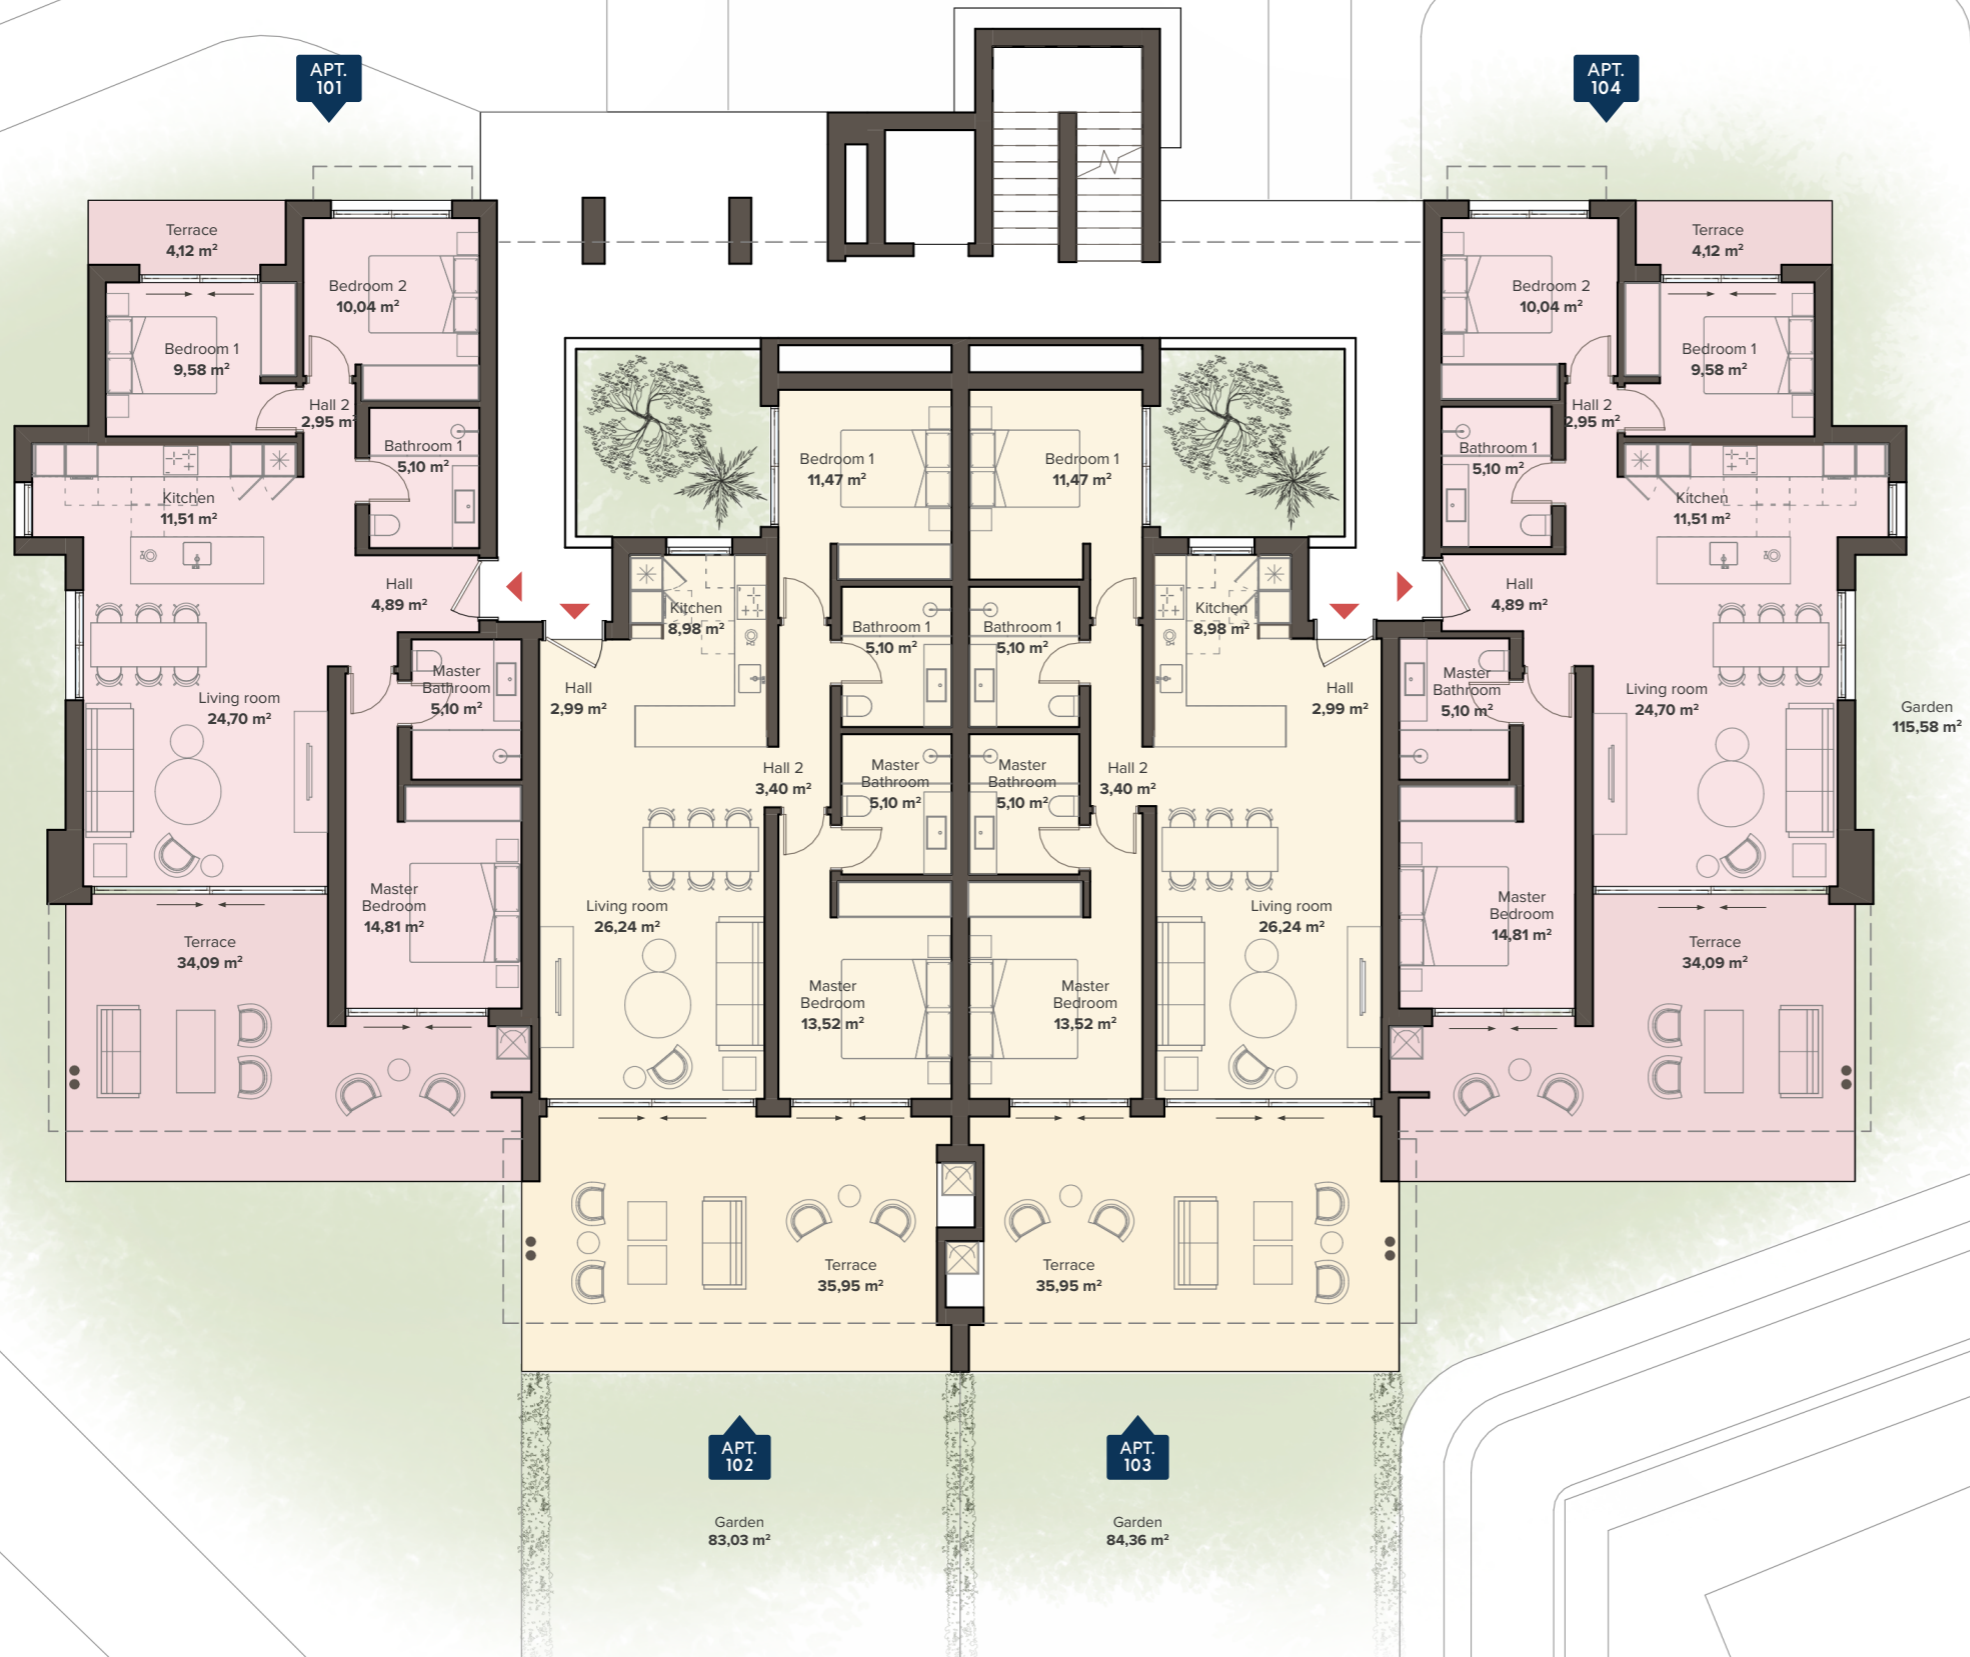 APT.
101
Terrace
4,12 m²
Bedroom 2
10,04 m²
Bedroom 1
9,58 m²
Hall 2
2,95 m²
Bathroom 1
5,10 m²
Kitchen
11,51 m²
Hall
4,89 m²
Master
Bathroom
5,10 m²
Living room
24,70 m²
Master
Bedroom
14,81 m²
Terrace
34,09 m²
Bedroom 1
11,47 m²
Kitchen
8,98 m²
Bathroom 1
5,10 m²
Hall
2,99 m²
Hall 2
3,40 m²
Master
Bathroom
5,10 m²
Living room
26,24 m²
Master
Bedroom
13,52 m²
Terrace
35,95 m²
APT.
102
Garden
83,03 m²
Bedroom 1
11,47 m²
Bathroom 1
5,10 m²
Kitchen
8,98 m²
Hall
2,99 m²
Master
Bathroom
5,10 m²
Hall 2
3,40 m²
Living room
26,24 m²
Master
Bedroom
13,52 m²
Terrace
35,95 m²
APT.
103
Garden
84,36 m²
APT.
104
Terrace
4,12 m²
Bedroom 2
10,04 m²
Bedroom 1
9,58 m²
Hall 2
2,95 m²
Bathroom 1
5,10 m²
Kitchen
11,51 m²
Hall
4,89 m²
Master
Bathroom
5,10 m²
Living room
24,70 m²
Garden
115,58 m²
Master
Bedroom
14,81 m²
Terrace
34,09 m²